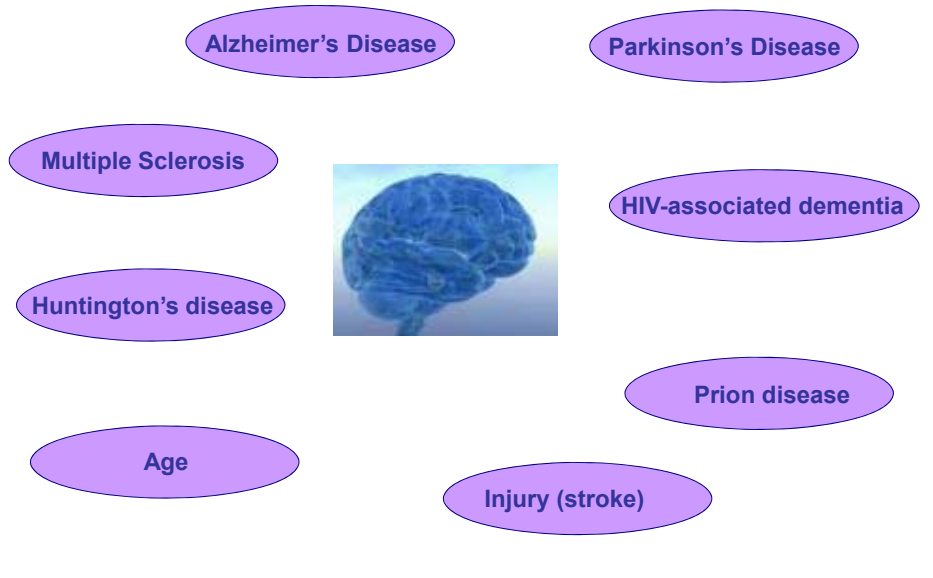 Alzheimer’s Disease
Parkinson’s Disease
Multiple Sclerosis
HIV-associated dementia
Huntington’s disease
Prion disease
Age
Injury (stroke)